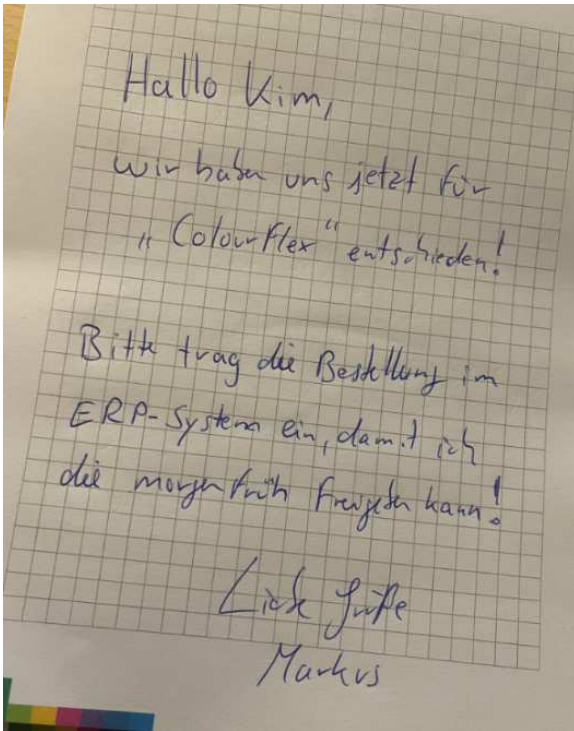 Hallo Kim,
wir haben uns jetzt für
„Colourflex“ entschieden!
Bitte trag die Bestellung im
ERP-System ein, damit ich
die morgen früh freigeben kann!
Liebe Grüße
Markus